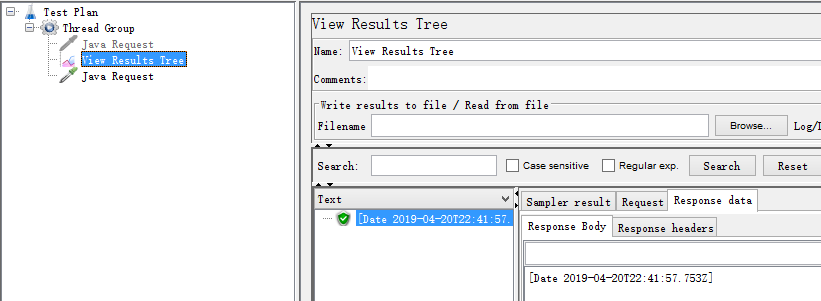 Test Plan
Thread Group
Java Request
View Results Tree
Java Request
View Results Tree
Name: View Results Tree
Comments:
Write results to file / Read from file
Filename Browse...
Search: Case sensitive Regular exp. Search Reset
Text
[Date 2019-04-20T22:41:57.
Sampler result Request Response data
Response Body Response headers
[Date 2019-04-20T22:41:57.753Z]